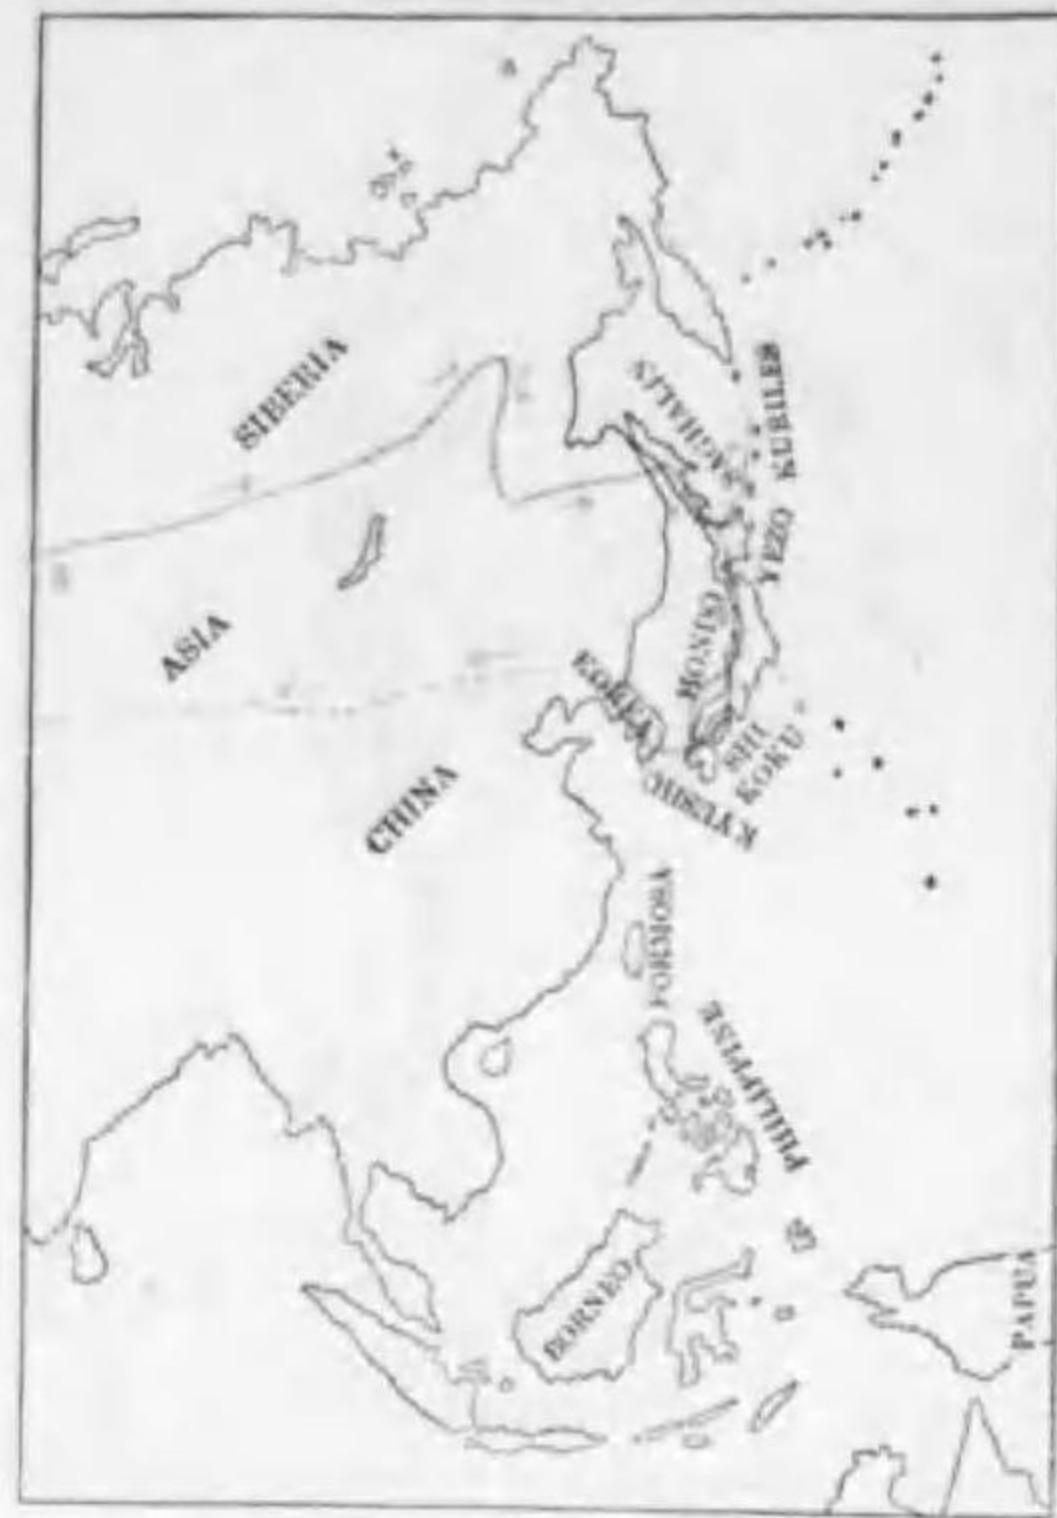 SIBERIA
SAGHALIN
KURILES
YEZO
ASIA
HONDO
KOREA
SHI
KOKU
CHINA
KYUSHU
FORMOSA
PHILIPPINE
BORNEO
PAPUA